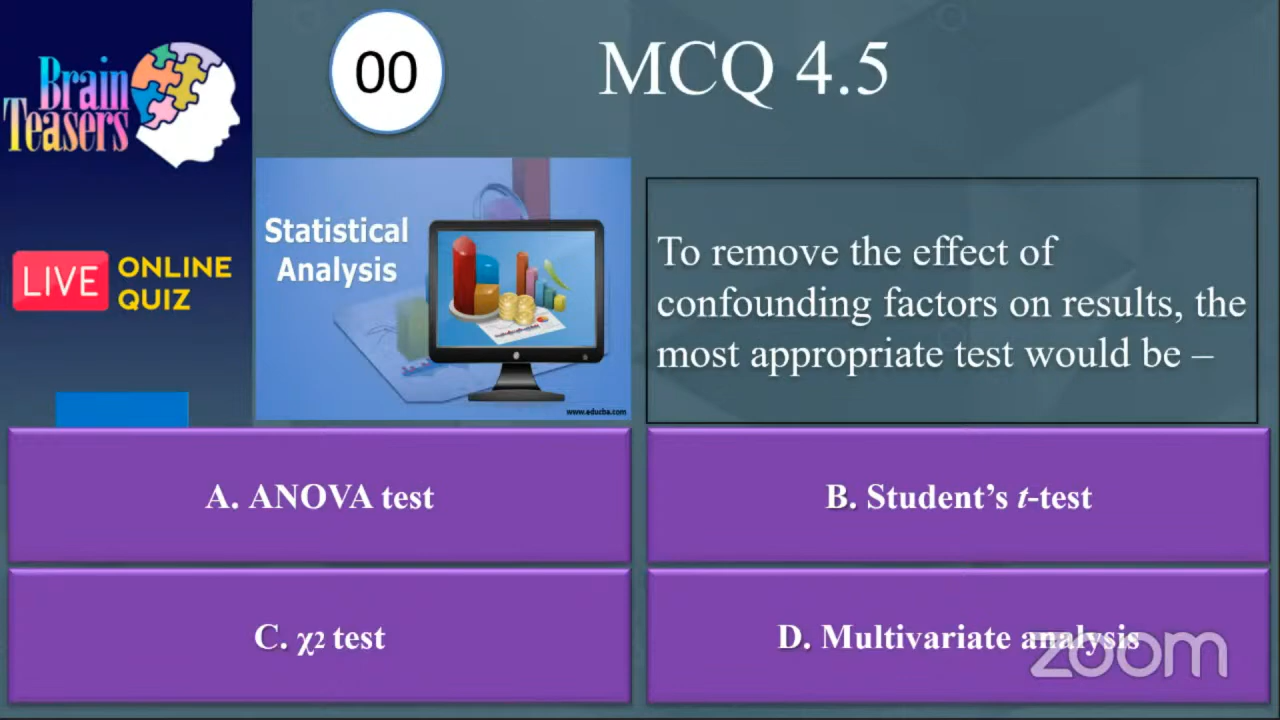 Brain
Teasers
00
MCQ 4.5
LIVE
ONLINE
QUIZ
Statistical
Analysis
www.educba.com
To remove the effect of
confounding factors on results, the
most appropriate test would be –
A. ANOVA test
B. Student’s t-test
C. χ2 test
D. Multivariate analysis
zoom